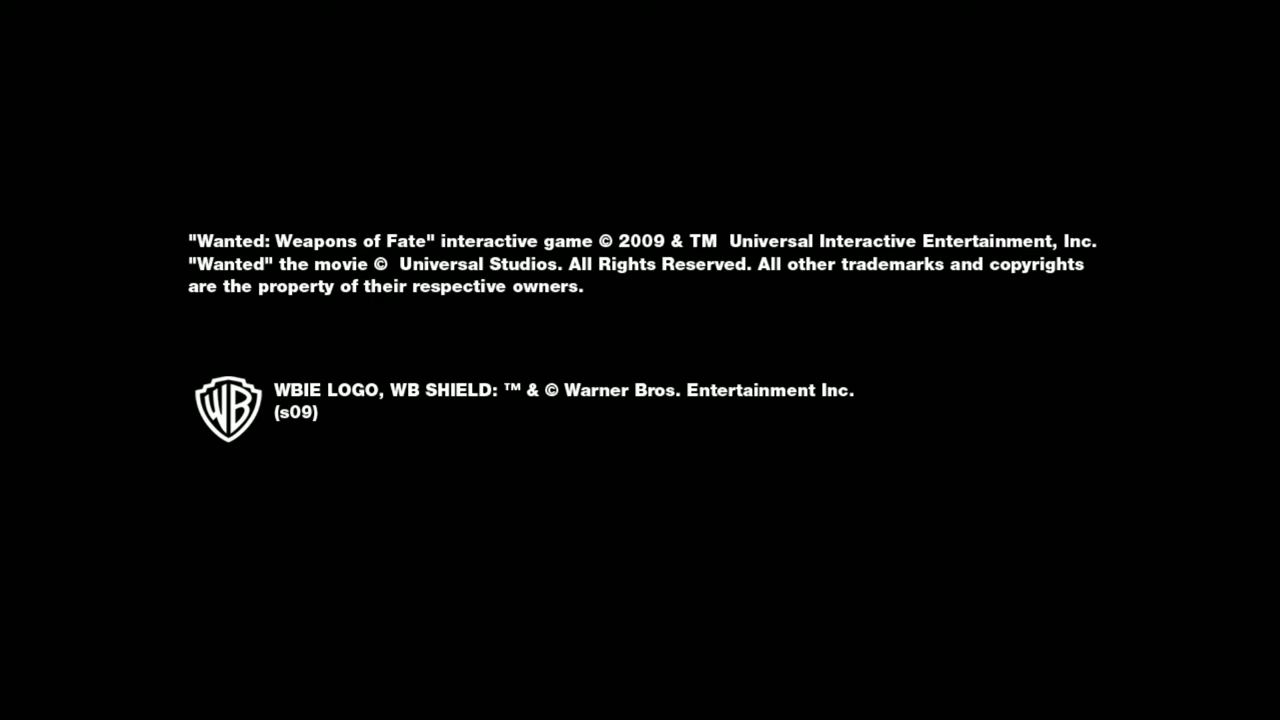 "Wanted: Weapons of Fate" interactive game © 2009 & TM  Universal Interactive Entertainment, Inc.
"Wanted" the movie ©  Universal Studios. All Rights Reserved. All other trademarks and copyrights
are the property of their respective owners.
WB
WBIE LOGO, WB SHIELD: ™ & © Warner Bros. Entertainment Inc.
(s09)